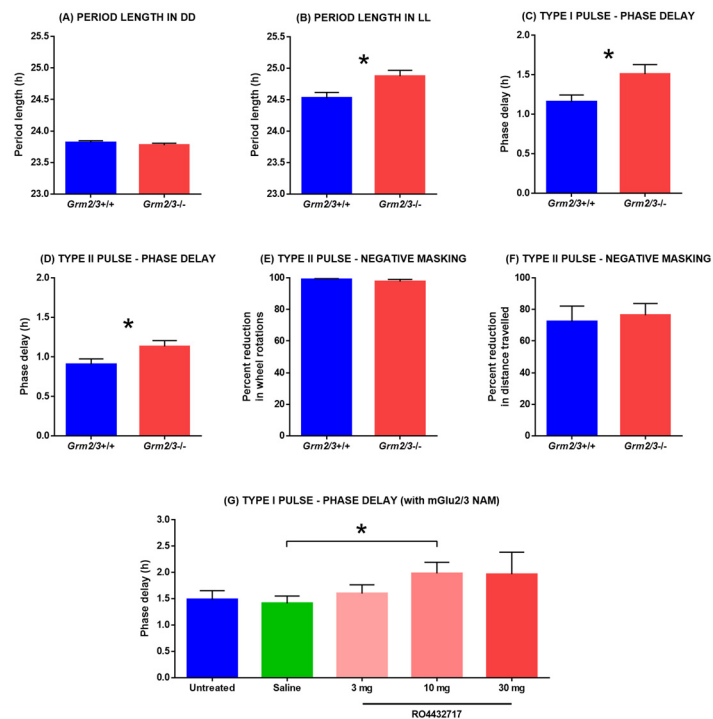 (A) PERIOD LENGTH IN DD
Period length (h)
25.5
25.0
24.5
24.0
23.5
23.0
Grm2/3+/+ Grm2/3-/-
(B) PERIOD LENGTH IN LL
Period length (h)
25.5
25.0
24.5
24.0
23.5
23.0
*
Grm2/3+/+ Grm2/3-/-
(C) TYPE I PULSE - PHASE DELAY
Phase delay (h)
2.0
1.5
1.0
0.5
0.0
*
Grm2/3+/+ Grm2/3-/-
(D) TYPE II PULSE - PHASE DELAY
Phase delay (h)
2.0
1.5
1.0
0.5
0.0
*
Grm2/3+/+ Grm2/3-/-
(E) TYPE II PULSE - NEGATIVE MASKING
Percent reduction
in wheel rotations
100
80
60
40
20
0
Grm2/3+/+ Grm2/3-/-
(F) TYPE II PULSE - NEGATIVE MASKING
Percent reduction
in distance travelled
100
80
60
40
20
0
Grm2/3+/+ Grm2/3-/-
(G) TYPE I PULSE - PHASE DELAY (with mGlu2/3 NAM)
Phase delay (h)
3.0
2.5
2.0
1.5
1.0
0.5
0.0
*
Untreated Saline 3 mg 10 mg 30 mg
RO4432717